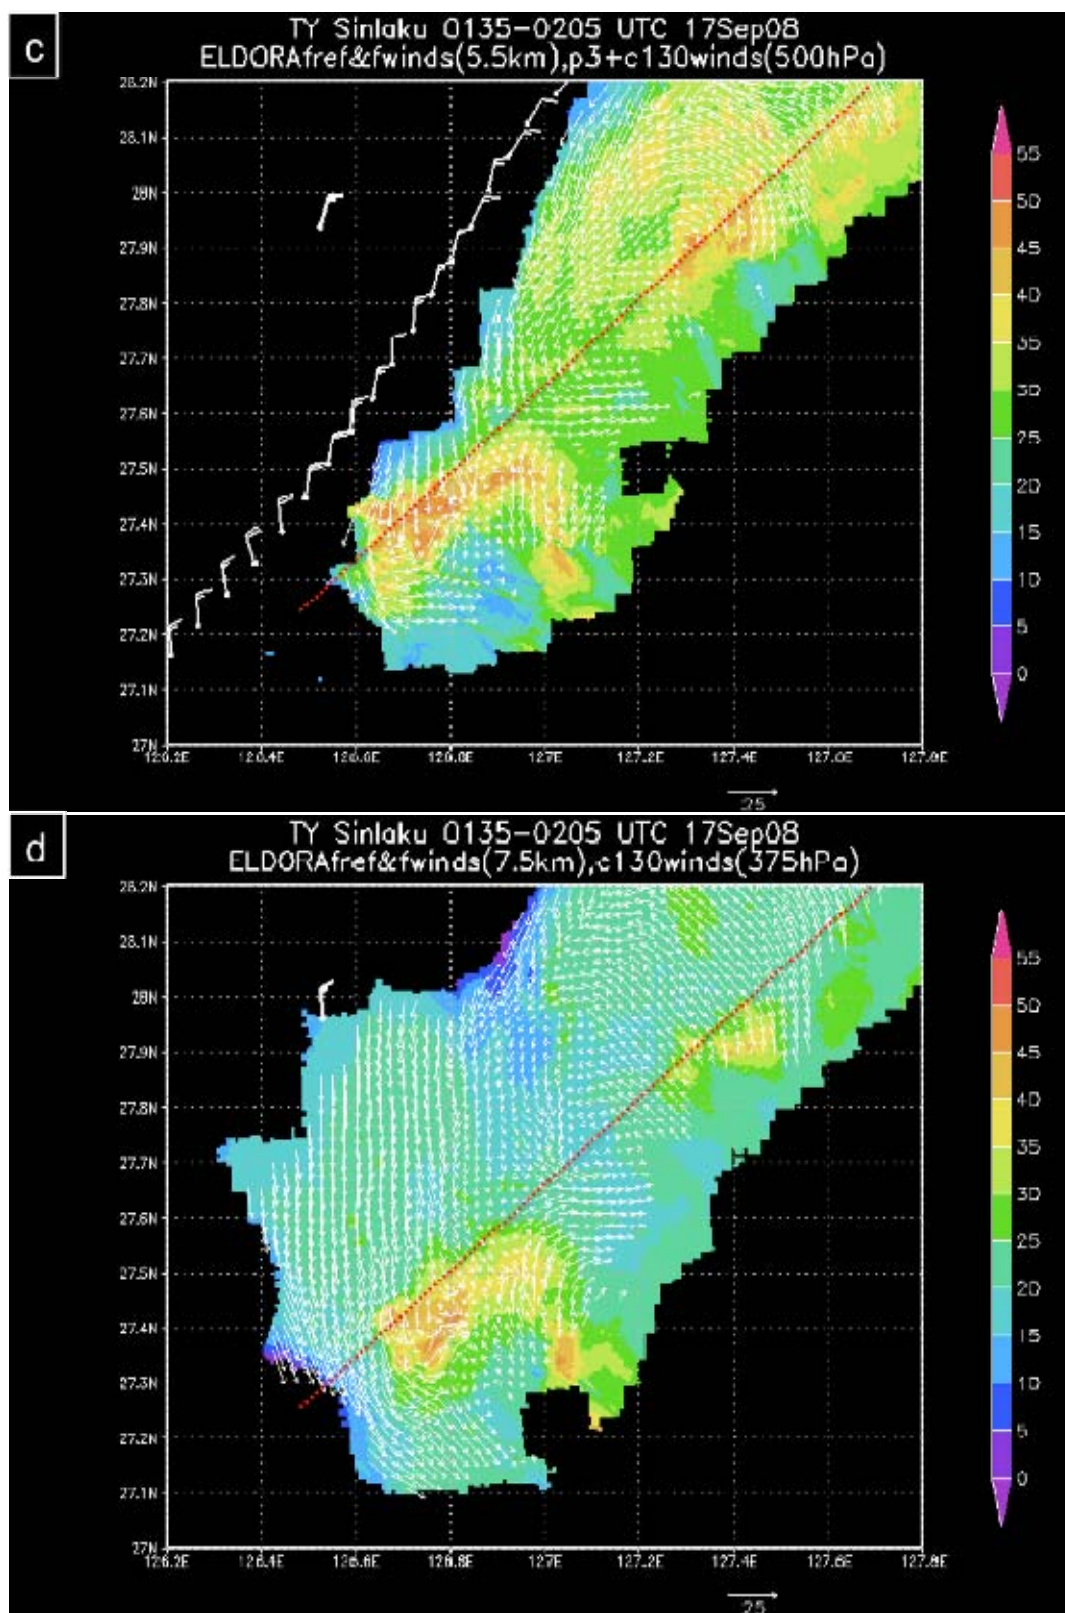 c
TY Sinlaku 0135-0205 UTC 17Sep08
ELDORAfref&fwinds(5.5km),p3+c130winds(500hPa)
28.2N
28.1N
28N
27.9N
27.8N
27.7N
27.6N
27.5N
27.4N
27.3N
27.2N
27.1N
27N
126.2E 126.4E 126.6E 126.8E 127E 127.2E 127.4E 127.6E 127.8E
25
55
50
45
40
35
30
25
20
15
10
5
0
d
TY Sinlaku 0135-0205 UTC 17Sep08
ELDORAfref&fwinds(7.5km),c130winds(375hPa)
28.2N
28.1N
28N
27.9N
27.8N
27.7N
27.6N
27.5N
27.4N
27.3N
27.2N
27.1N
27N
126.2E 126.4E 126.6E 126.8E 127E 127.2E 127.4E 127.6E 127.8E
25
55
50
45
40
35
30
25
20
15
10
5
0